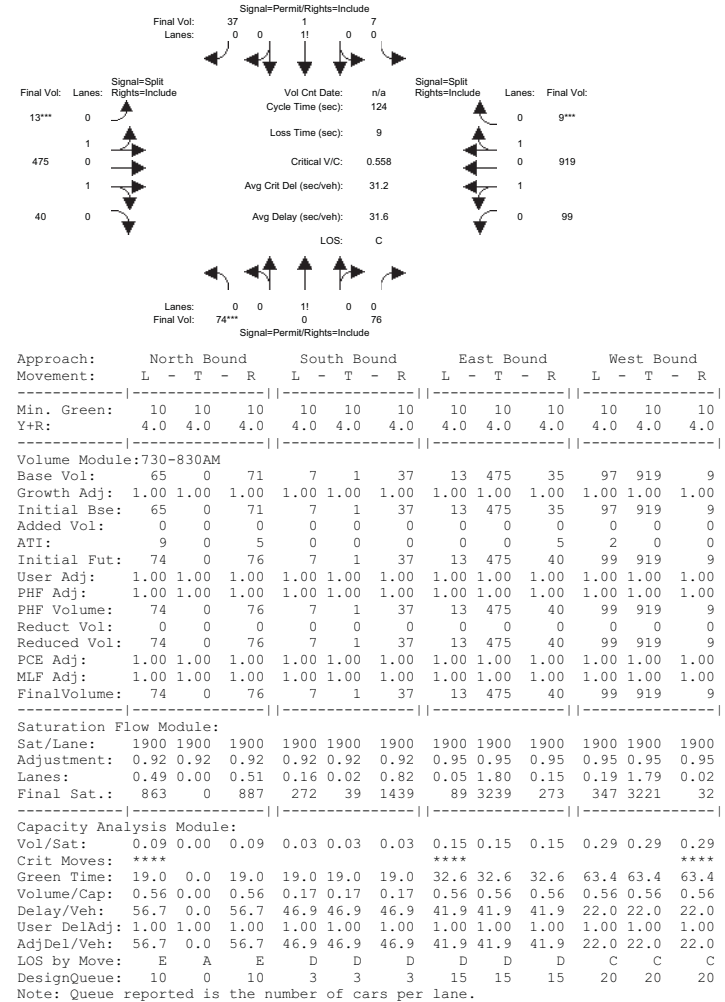 Signal=Permit/Rights=Include
Final Vol: 37 1 7
Lanes: 0 0 1! 0 0
Signal=Split Signal=Split
Final Vol: Lanes: Rights=Include Vol Cnt Date: n/a Rights=Include Lanes: Final Vol:
Cycle Time (sec): 124
13*** 0 0 9***
Loss Time (sec): 9
1 1
475 0 Critical V/C: 0.558 0 919
1 Avg Crit Del (sec/veh): 31.2 1
40 0 Avg Delay (sec/veh): 31.6 0 99
LOS: C
Lanes: 0 0 1! 0 0
Final Vol: 74*** 0 76
Signal=Permit/Rights=Include
Approach: North Bound South Bound East Bound West Bound
Movement: L - T - R L - T - R L - T - R L - T - R
------------|---------------||---------------||---------------||---------------|
Min. Green: 10 10 10 10 10 10 10 10 10 10 10 10
Y+R: 4.0 4.0 4.0 4.0 4.0 4.0 4.0 4.0 4.0 4.0 4.0 4.0
------------|---------------||---------------||---------------||---------------|
Volume Module:730-830AM
Base Vol: 65 0 71 7 1 37 13 475 35 97 919 9
Growth Adj: 1.00 1.00 1.00 1.00 1.00 1.00 1.00 1.00 1.00 1.00 1.00 1.00
Initial Bse: 65 0 71 7 1 37 13 475 35 97 919 9
Added Vol: 0 0 0 0 0 0 0 0 0 0 0 0
ATI: 9 0 5 0 0 0 0 0 5 2 0 0
Initial Fut: 74 0 76 7 1 37 13 475 40 99 919 9
User Adj: 1.00 1.00 1.00 1.00 1.00 1.00 1.00 1.00 1.00 1.00 1.00 1.00
PHF Adj: 1.00 1.00 1.00 1.00 1.00 1.00 1.00 1.00 1.00 1.00 1.00 1.00
PHF Volume: 74 0 76 7 1 37 13 475 40 99 919 9
Reduct Vol: 0 0 0 0 0 0 0 0 0 0 0 0
Reduced Vol: 74 0 76 7 1 37 13 475 40 99 919 9
PCE Adj: 1.00 1.00 1.00 1.00 1.00 1.00 1.00 1.00 1.00 1.00 1.00 1.00
MLF Adj: 1.00 1.00 1.00 1.00 1.00 1.00 1.00 1.00 1.00 1.00 1.00 1.00
FinalVolume: 74 0 76 7 1 37 13 475 40 99 919 9
------------|---------------||---------------||---------------||---------------|
Saturation Flow Module:
Sat/Lane: 1900 1900 1900 1900 1900 1900 1900 1900 1900 1900 1900 1900
Adjustment: 0.92 0.92 0.92 0.92 0.92 0.92 0.95 0.95 0.95 0.95 0.95 0.95
Lanes: 0.49 0.00 0.51 0.16 0.02 0.82 0.05 1.80 0.15 0.19 1.79 0.02
Final Sat.: 863 0 887 272 39 1439 89 3239 273 347 3221 32
------------|---------------||---------------||---------------||---------------|
Capacity Analysis Module:
Vol/Sat: 0.09 0.00 0.09 0.03 0.03 0.03 0.15 0.15 0.15 0.29 0.29 0.29
Crit Moves: **** **** ****
Green Time: 19.0 0.0 19.0 19.0 19.0 19.0 32.6 32.6 32.6 63.4 63.4 63.4
Volume/Cap: 0.56 0.00 0.56 0.17 0.17 0.17 0.56 0.56 0.56 0.56 0.56 0.56
Delay/Veh: 56.7 0.0 56.7 46.9 46.9 46.9 41.9 41.9 41.9 22.0 22.0 22.0
User DelAdj: 1.00 1.00 1.00 1.00 1.00 1.00 1.00 1.00 1.00 1.00 1.00 1.00
AdjDel/Veh: 56.7 0.0 56.7 46.9 46.9 46.9 41.9 41.9 41.9 22.0 22.0 22.0
LOS by Move: E A E D D D D D D C C C
DesignQueue: 10 0 10 3 3 3 15 15 15 20 20 20
Note: Queue reported is the number of cars per lane.